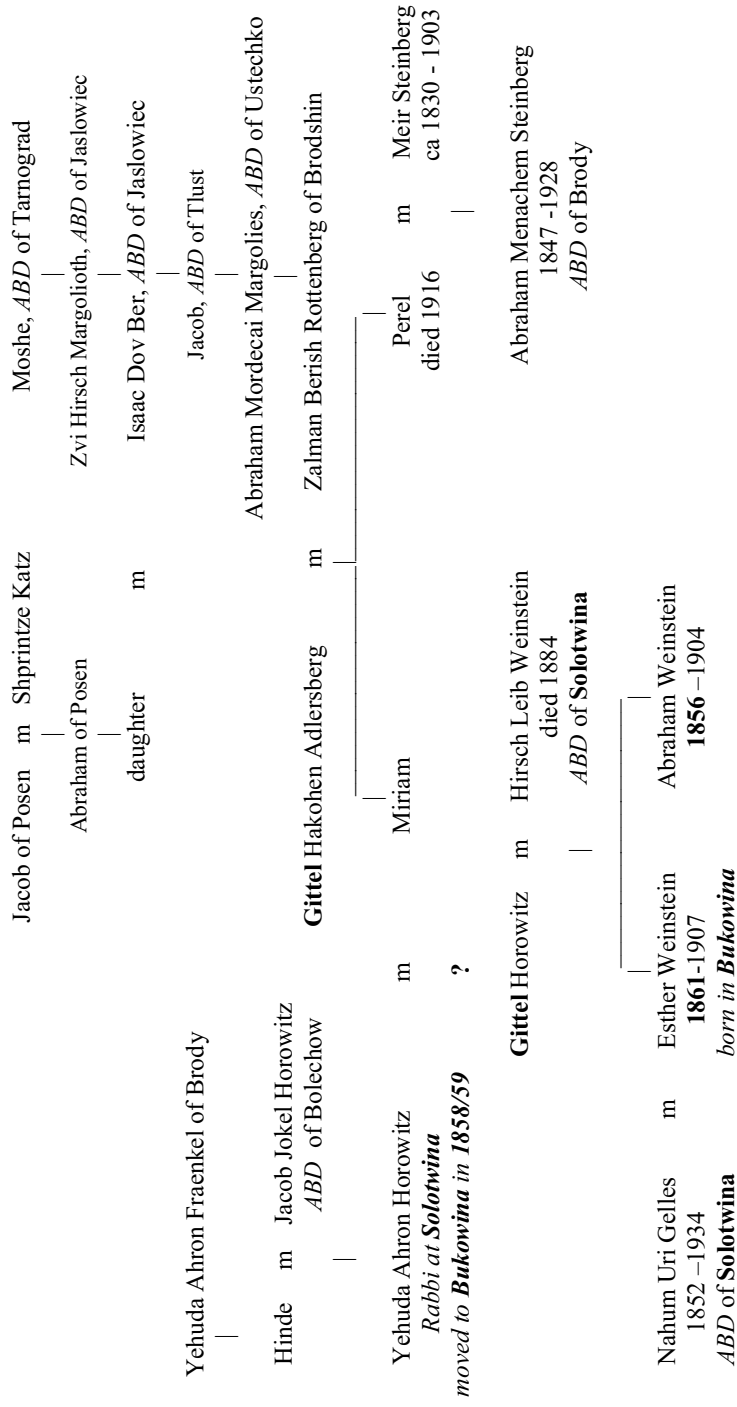 Jacob of Posen m Shprintze Katz Moshe, ABD of Tarnograd
Abraham of Posen Zvi Hirsch Margolioth, ABD of Jaslowiec
daughter m Isaac Dov Ber, ABD of Jaslowiec
Yehuda Ahron Fraenkel of Brody Jacob, ABD of Tlust
Abraham Mordecai Margolies, ABD of Ustechko
Hinde m Jacob Jokel Horowitz
ABD of Bolechow
Gittel Hakohen Adlersberg m Zalman Berish Rottenberg of Brodshin
Yehuda Ahron Horowitz m Miriam Perel m Meir Steinberg
Rabbi at Solotwina died 1916 ca 1830 - 1903
moved to Bukowina in 1858/59 ?
Gittel Horowitz m Hirsch Leib Weinstein Abraham Menachem Steinberg
died 1884 1847 -1928
ABD of Solotwina ABD of Brody
Nahum Uri Gelles m Esther Weinstein Abraham Weinstein
1852 –1934 1861-1907 1856 –1904
ABD of Solotwina born in Bukowina